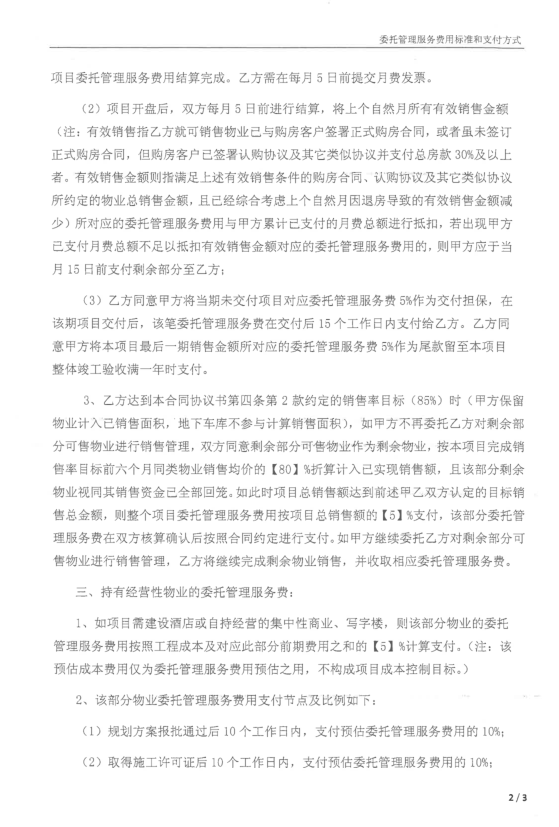 委托管理服务费用标准和支付方式
项目委托管理服务费用结算完成。乙方需在每月 5 日前提交月费发票。
（2）项目开盘后，双方每月 5 日前进行结算，将上个自然月所有有效销售金额
（注：有效销售指乙方就可销售物业已与购房客户签署正式购房合同，或者虽未签订
正式购房合同，但购房客户已签署认购协议及其它类似协议并支付总房款 30%及以上
者。有效销售金额则指满足上述有效销售条件的购房合同、认购协议及其它类似协议
所约定的物业总销售金额，且已经综合考虑上个自然月因退房导致的有效销售金额减
少）所对应的委托管理服务费用与甲方累计已支付的月费总额进行抵扣，若出现甲方
已支付月费总额不足以抵扣有效销售金额对应的委托管理服务费用的，则甲方应于当
月 15 日前支付剩余部分至乙方；
（3）乙方同意甲方将当期未交付项目对应委托管理服务费 5%作为交付担保，在
该期项目交付后，该笔委托管理服务费在交付后 15 个工作日内支付给乙方。乙方同
意甲方将本项目最后一期销售金额所对应的委托管理服务费 5%作为尾款留至本项目
整体竣工验收满一年时支付。
3、乙方达到本合同协议书第四条第 2 款约定的销售率目标（85%）时（甲方保留
物业计入已销售面积，地下车库不参与计算销售面积），如甲方不再委托乙方对剩余部
分可售物业进行销售管理，双方同意剩余部分可售物业作为剩余物业，按本项目完成销
售率目标前六个月同类物业销售均价的【80】%折算计入已实现销售额，且该部分剩余
物业视同其销售资金已全部回笼。如此时项目总销售额达到前述甲乙双方认定的目标销
售总金额，则整个项目委托管理服务费用按项目总销售额的【5】%支付，该部分委托管
理服务费在双方核算确认后按照合同约定进行支付。如甲方继续委托乙方对剩余部分可
售物业进行销售管理，乙方将继续完成剩余物业销售，并收取相应委托管理服务费。
三、持有经营性物业的委托管理服务费：
1、如项目需建设酒店或自持经营的集中性商业、写字楼，则该部分物业的委托
管理服务费用按照工程成本及对应此部分前期费用之和的【5】%计算支付。（注：该
预估成本费用仅为委托管理服务费用预估之用，不构成项目成本控制目标。）
2、该部分物业委托管理服务费用支付节点及比例如下：
（1）规划方案报批通过后 10 个工作日内，支付预估委托管理服务费用的 10%；
（2）取得施工许可证后 10 个工作日内，支付预估委托管理服务费用的 10%；
2 / 3